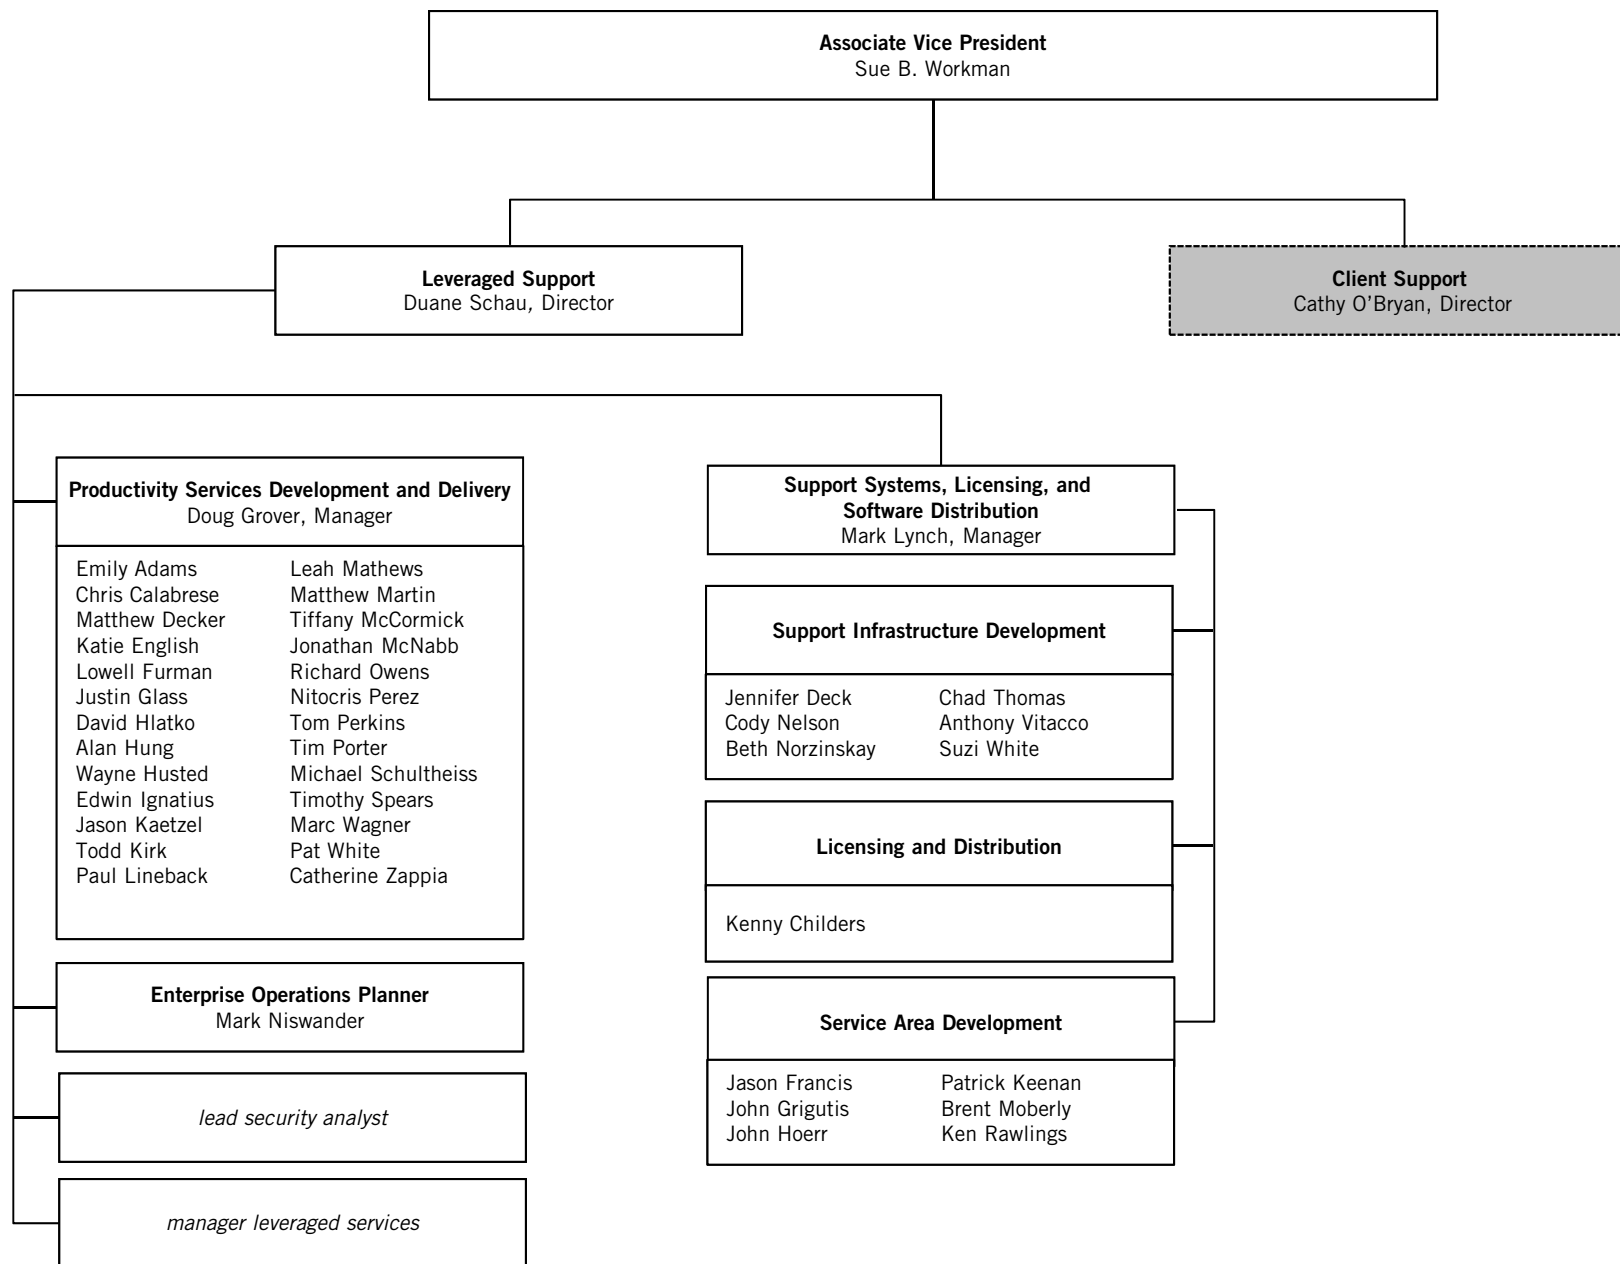 Associate Vice President
Sue B. Workman
Leveraged Support
Duane Schau, Director
Client Support
Cathy O’Bryan, Director
Productivity Services Development and Delivery
Doug Grover, Manager
Emily Adams
Chris Calabrese
Matthew Decker
Katie English
Lowell Furman
Justin Glass
David Hlatko
Alan Hung
Wayne Husted
Edwin Ignatius
Jason Kaetzel
Todd Kirk
Paul Lineback
Leah Mathews
Matthew Martin
Tiffany McCormick
Jonathan McNabb
Richard Owens
Nitocris Perez
Tom Perkins
Tim Porter
Michael Schultheiss
Timothy Spears
Marc Wagner
Pat White
Catherine Zappia
Enterprise Operations Planner
Mark Niswander
lead security analyst
manager leveraged services
Support Systems, Licensing, and
Software Distribution
Mark Lynch, Manager
Support Infrastructure Development
Jennifer Deck
Cody Nelson
Beth Norzinskay
Chad Thomas
Anthony Vitacco
Suzi White
Licensing and Distribution
Kenny Childers
Service Area Development
Jason Francis
John Grigutis
John Hoerr
Patrick Keenan
Brent Moberly
Ken Rawlings